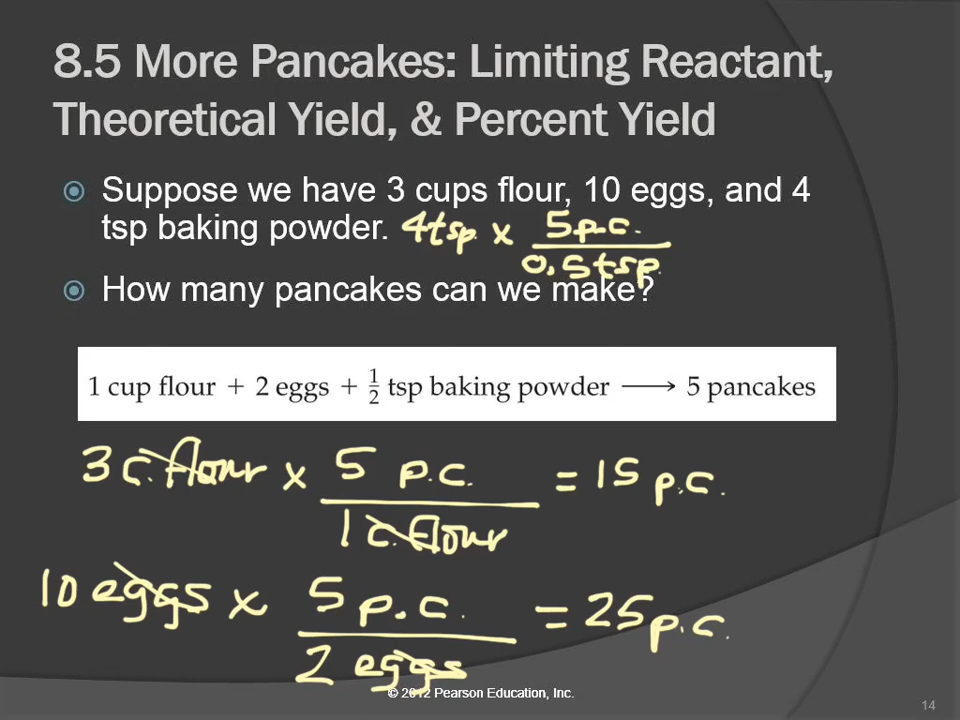 8.5 More Pancakes: Limiting Reactant,
Theoretical Yield, & Percent Yield
Suppose we have 3 cups flour, 10 eggs, and 4
tsp baking powder. 4tsp. x 5p.c. / 0.5tsp.
How many pancakes can we make?
1 cup flour + 2 eggs + 1/2 tsp baking powder ⟶ 5 pancakes
3 c.flour x 5 p.c. / 1 c.flour = 15 p.c.
10 eggs x 5 p.c. / 2 eggs = 25 p.c.
© 2012 Pearson Education, Inc.
14